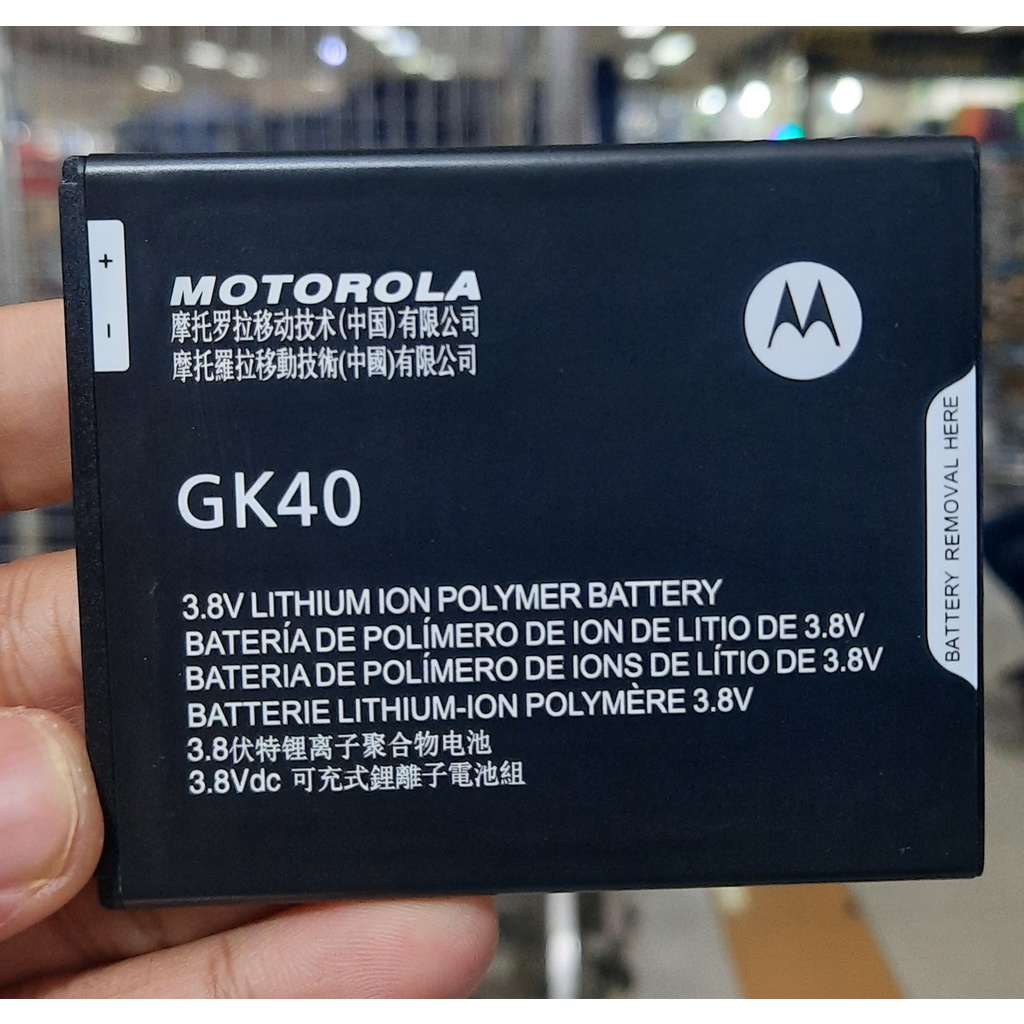 +
-
MOTOROLA
摩托罗拉移动技术(中国)有限公司
摩托羅拉移動技術(中國)有限公司
GK40
BATTERY REMOVAL HERE
3.8V LITHIUM ION POLYMER BATTERY
BATERÍA DE POLÍMERO DE ION DE LITIO DE 3.8V
BATERIA DE POLÍMERO DE IONS DE LÍTIO DE 3.8V
BATTERIE LITHIUM-ION POLYMÈRE 3.8V
3.8伏特锂离子聚合物电池
3.8Vdc 可充式鋰離子電池組